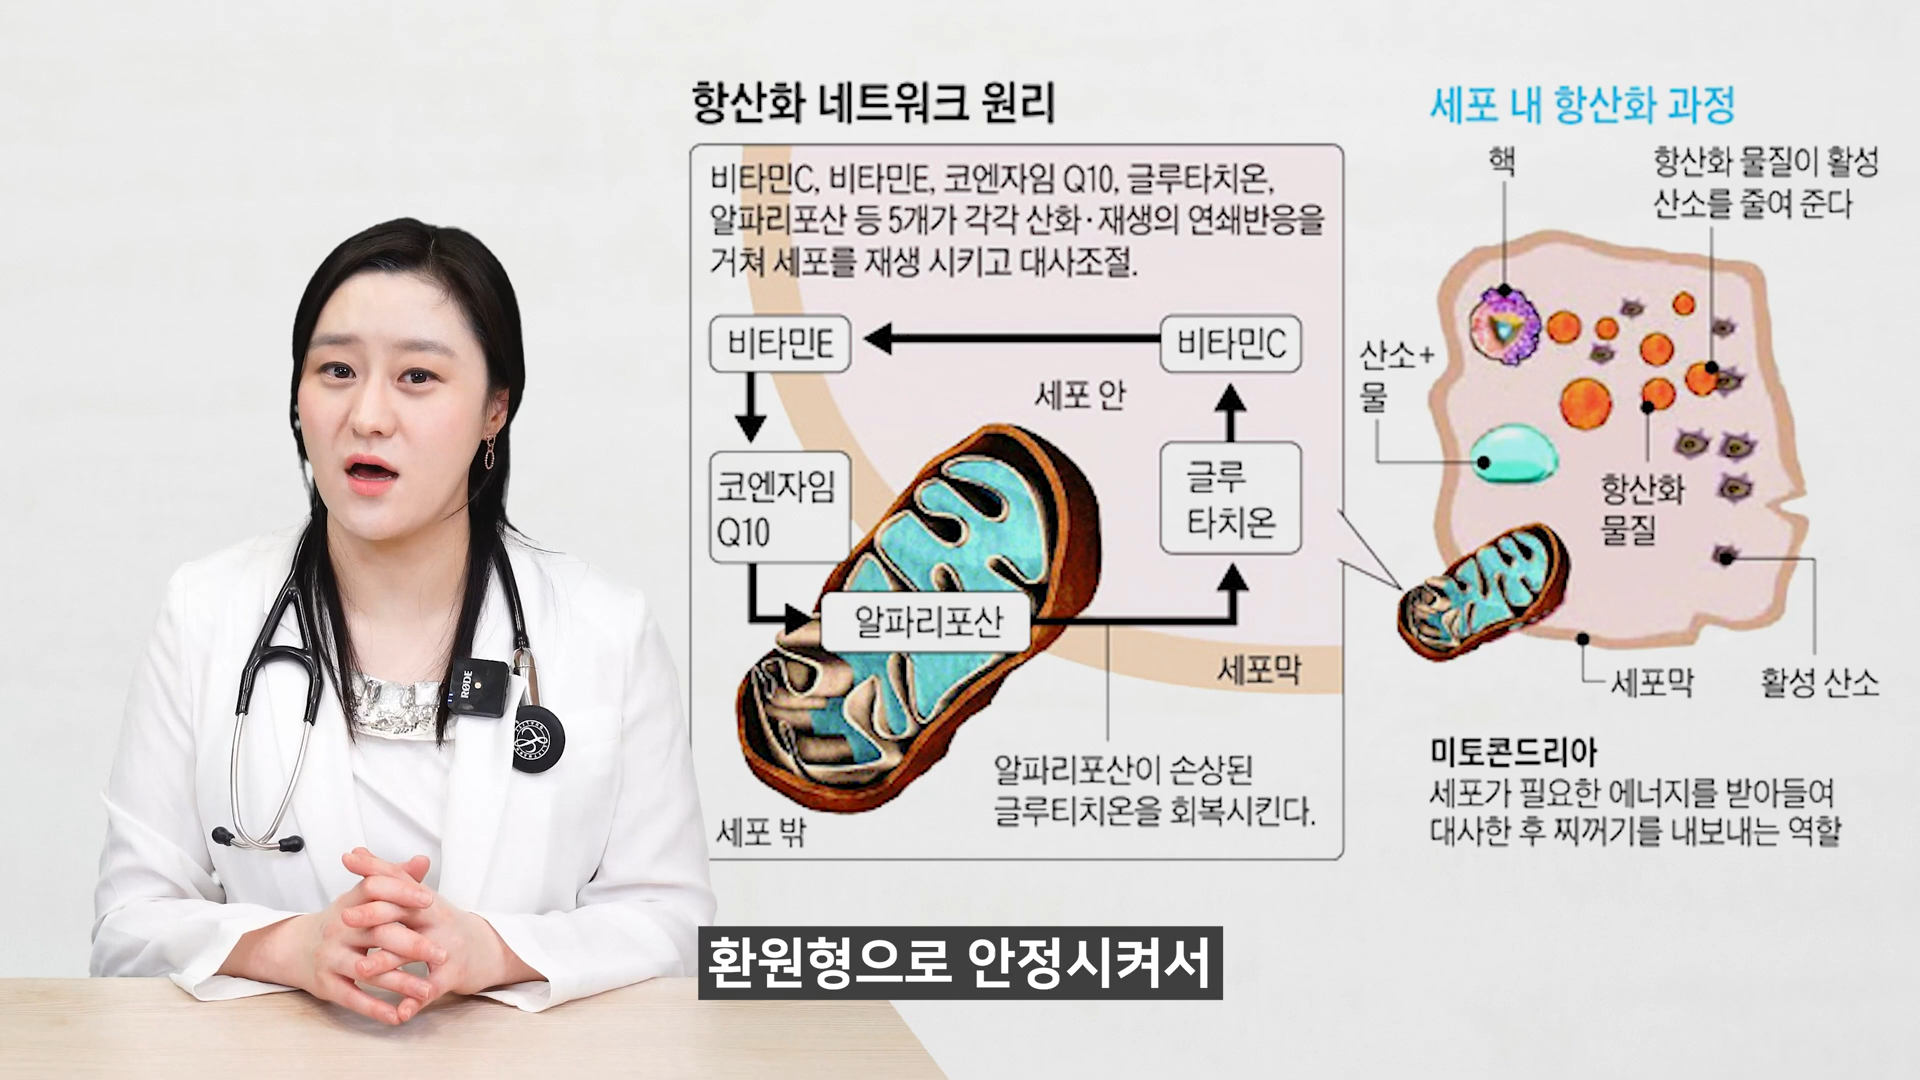 항산화 네트워크 원리
비타민C, 비타민E, 코엔자임 Q10, 글루타치온,
알파리포산 등 5개가 각각 산화·재생의 연쇄반응을
거쳐 세포를 재생 시키고 대사조절.
비타민E
비타민C
세포 안
코엔자임
Q10
글루
타치온
알파리포산
세포막
알파리포산이 손상된
글루티치온을 회복시킨다.
세포 밖
세포 내 항산화 과정
핵
항산화 물질이 활성
산소를 줄여 준다
산소+
물
항산화
물질
세포막
활성 산소
미토콘드리아
세포가 필요한 에너지를 받아들여
대사한 후 찌꺼기를 내보내는 역할
RØDE
환원형으로 안정시켜서